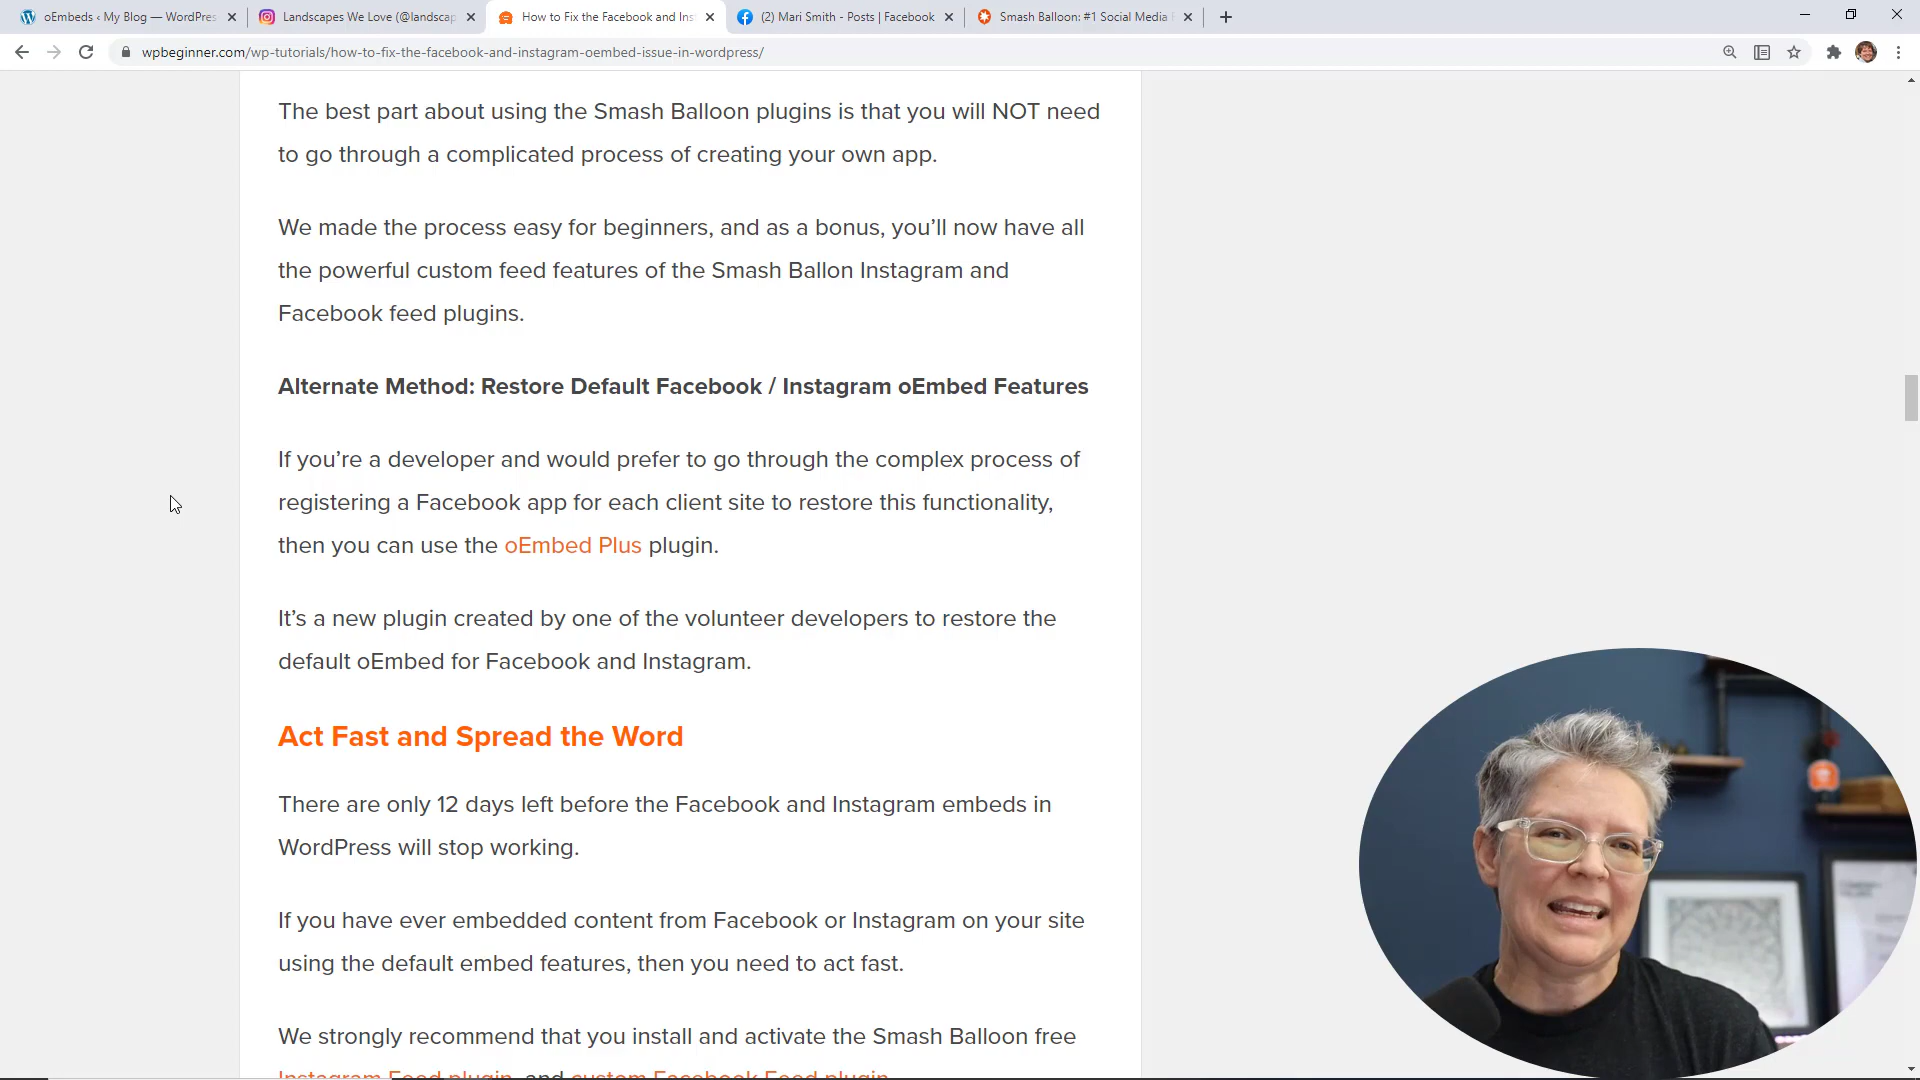 oEmbeds ‹ My Blog — WordPres
Landscapes We Love (@landscap
How to Fix the Facebook and Ins
(2) Mari Smith - Posts | Facebook
Smash Balloon: #1 Social Media
wpbeginner.com/wp-tutorials/how-to-fix-the-facebook-and-instagram-oembed-issue-in-wordpress/
The best part about using the Smash Balloon plugins is that you will NOT need
to go through a complicated process of creating your own app.
We made the process easy for beginners, and as a bonus, you’ll now have all
the powerful custom feed features of the Smash Ballon Instagram and
Facebook feed plugins.
Alternate Method: Restore Default Facebook / Instagram oEmbed Features
If you’re a developer and would prefer to go through the complex process of
registering a Facebook app for each client site to restore this functionality,
then you can use the oEmbed Plus plugin.
It’s a new plugin created by one of the volunteer developers to restore the
default oEmbed for Facebook and Instagram.
Act Fast and Spread the Word
There are only 12 days left before the Facebook and Instagram embeds in
WordPress will stop working.
If you have ever embedded content from Facebook or Instagram on your site
using the default embed features, then you need to act fast.
We strongly recommend that you install and activate the Smash Balloon free
Instagram Feed plugin, and custom Facebook Feed plugin